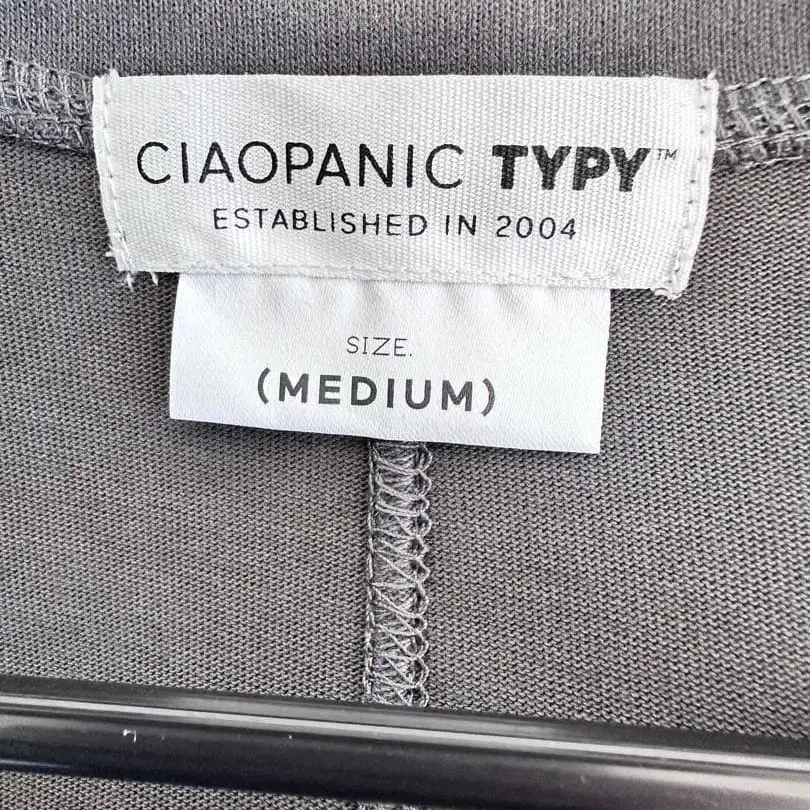 CIAOPANIC TYPY™
ESTABLISHED IN 2004
SIZE.
(MEDIUM)